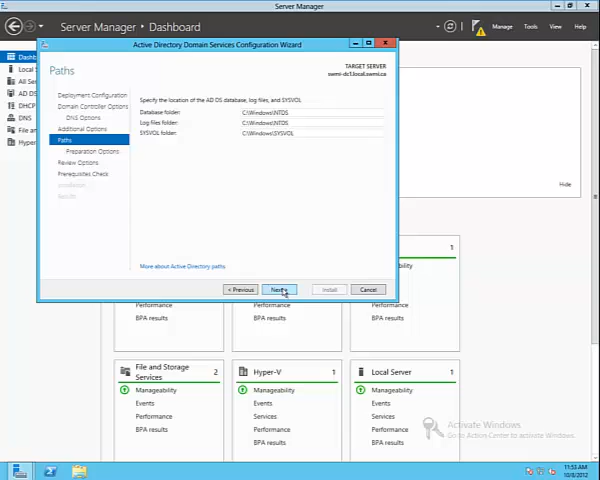 Server Manager
Server Manager • Dashboard
Manage Tools View Help
Dashb
Local S
All Ser
AD DS
DHCP
DNS
File an
Hyper
Active Directory Domain Services Configuration Wizard
Paths
TARGET SERVER
swmi-dc1.local.swmi.ca
Deployment Configuration
Domain Controller Options
DNS Options
Additional Options
Paths
Preparation Options
Review Options
Prerequisites Check
Installation
Results
Specify the location of the AD DS database, log files, and SYSVOL
Database folder: C:\Windows\NTDS
Log files folder: C:\Windows\NTDS
SYSVOL folder: C:\Windows\SYSVOL
More about Active Directory paths
< Previous
Install
Cancel
Hide
1
Performance
BPA results
Performance
BPA results
Performance
BPA results
File and Storage Services 2
Manageability
Events
Performance
BPA results
Hyper-V 1
Manageability
Events
Services
Performance
BPA results
Local Server 1
Manageability
Events
Services
Performance
BPA results
Activate Windows
Go to Action Center to activate Windows.
11:53 AM
10/8/2012